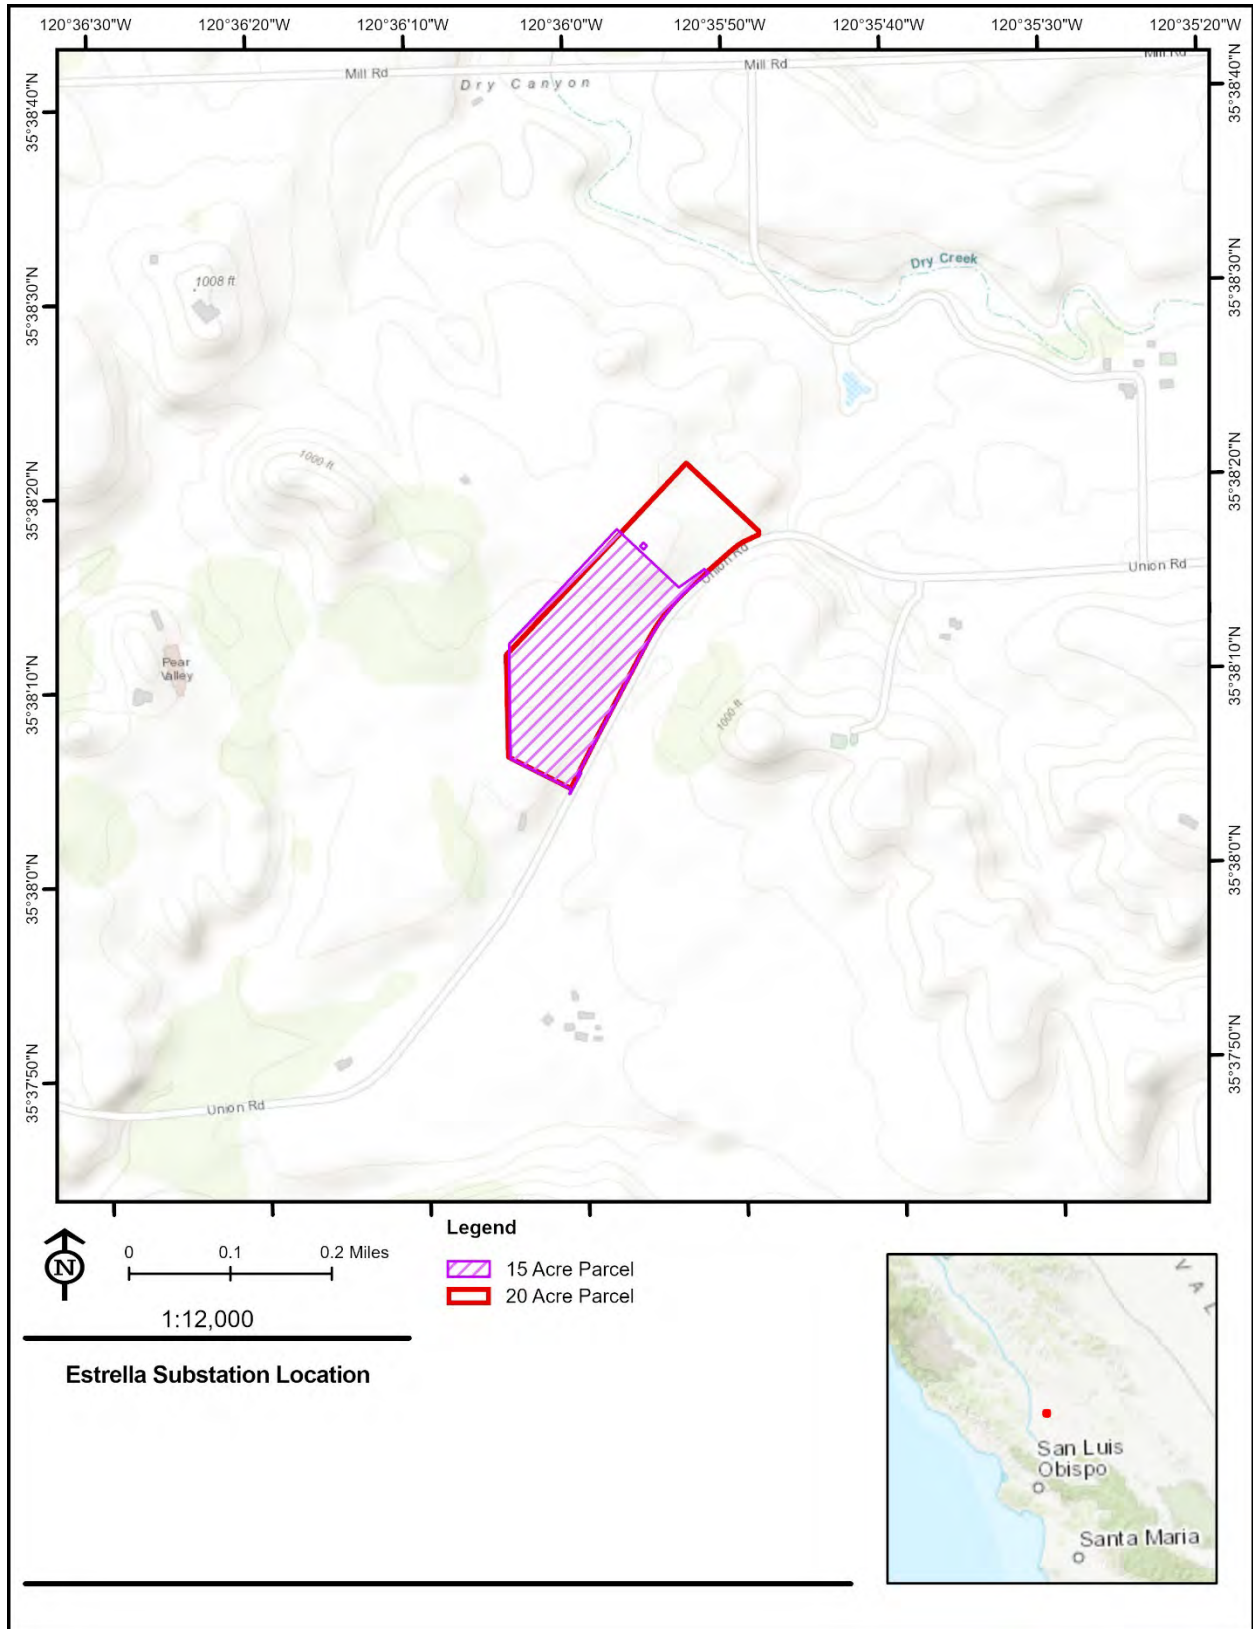 120°36'30"W
120°36'20"W
120°36'10"W
120°36'0"W
120°35'50"W
120°35'40"W
120°35'30"W
120°35'20"W
35°38'40"N
35°38'30"N
35°38'20"N
35°38'10"N
35°38'0"N
35°37'50"N
35°38'40"N
35°38'30"N
35°38'20"N
35°38'10"N
35°38'0"N
35°37'50"N
Mill Rd
Mill Rd
Mill Rd
Dry Canyon
Dry Creek
1008 ft
1000 ft
Union Rd
Union Rd
Pear
Valley
1000 ft
Union Rd
N
0 0.1 0.2 Miles
1:12,000
Legend
15 Acre Parcel
20 Acre Parcel
Estrella Substation Location
VAL
San Luis
Obispo
Santa Maria